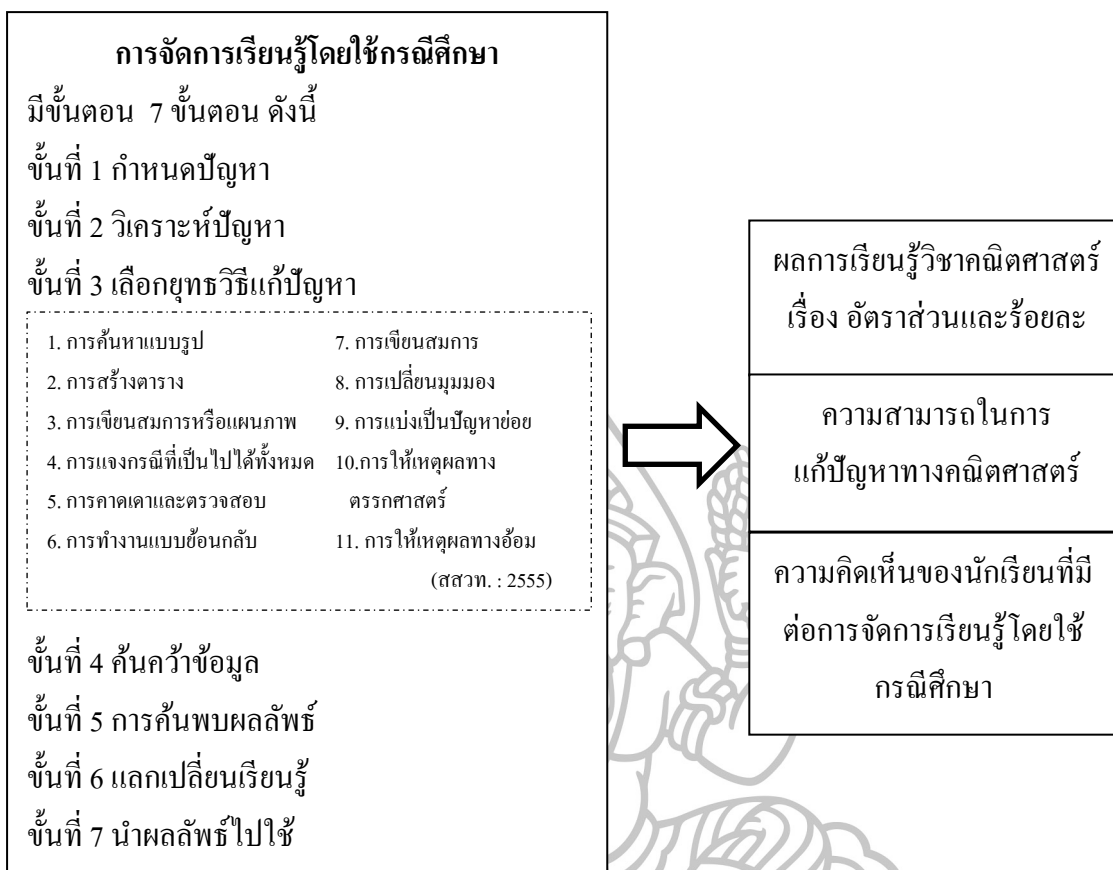 การจัดการเรียนรู้โดยใช้กรณีศึกษา
มีขั้นตอน 7 ขั้นตอน ดังนี้
ขั้นที่ 1 กำหนดปัญหา
ขั้นที่ 2 วิเคราะห์ปัญหา
ขั้นที่ 3 เลือกยุทธวิธีแก้ปัญหา
1. การค้นหาแบบรูป
2. การสร้างตาราง
3. การเขียนสมการหรือแผนภาพ
4. การแจงกรณีที่เป็นไปได้ทั้งหมด
5. การคาดเดาและตรวจสอบ
6. การทำงานแบบย้อนกลับ
7. การเขียนสมการ
8. การเปลี่ยนมุมมอง
9. การแบ่งเป็นปัญหาย่อย
10.การให้เหตุผลทาง
ตรรกศาสตร์
11. การให้เหตุผลทางอ้อม
(สสวท. : 2555)
ขั้นที่ 4 ค้นคว้าข้อมูล
ขั้นที่ 5 การค้นพบผลลัพธ์
ขั้นที่ 6 แลกเปลี่ยนเรียนรู้
ขั้นที่ 7 นำผลลัพธ์ไปใช้
ผลการเรียนรู้วิชาคณิตศาสตร์
เรื่อง อัตราส่วนและร้อยละ
ความสามารถในการ
แก้ปัญหาทางคณิตศาสตร์
ความคิดเห็นของนักเรียนที่มี
ต่อการจัดการเรียนรู้โดยใช้
กรณีศึกษา